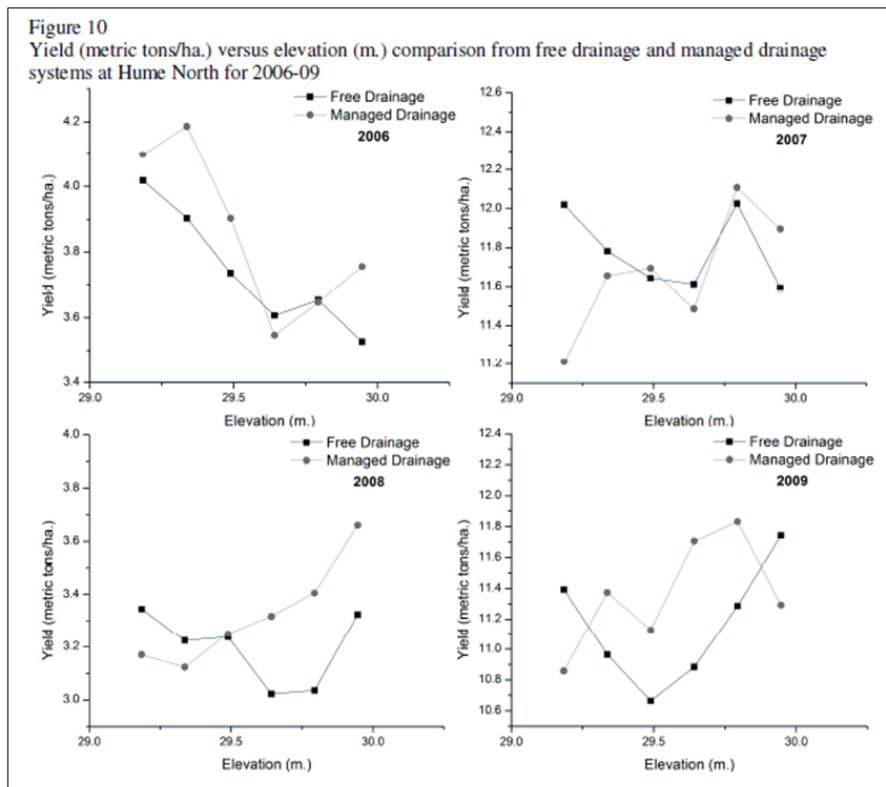 Figure 10
Yield (metric tons/ha.) versus elevation (m.) comparison from free drainage and managed drainage
systems at Hume North for 2006-09
Free Drainage
Managed Drainage
2006
4.2
4.0
3.8
3.6
3.4
Yield (metric tons/ha.)
29.0
29.5
30.0
Elevation (m.)
Free Drainage
Managed Drainage
2007
12.6
12.4
12.2
12.0
11.8
11.6
11.4
11.2
Yield (metric tons/ha.)
29.0
29.5
30.0
Elevation (m.)
Free Drainage
Managed Drainage
2008
4.0
3.8
3.6
3.4
3.2
3.0
Yield (metric tons/ha.)
29.0
29.5
30.0
Elevation (m.)
Free Drainage
Managed Drainage
2009
12.4
12.2
12.0
11.8
11.6
11.4
11.2
11.0
10.8
10.6
Yield (metric tons/ha.)
29.0
29.5
30.0
Elevation (m.)